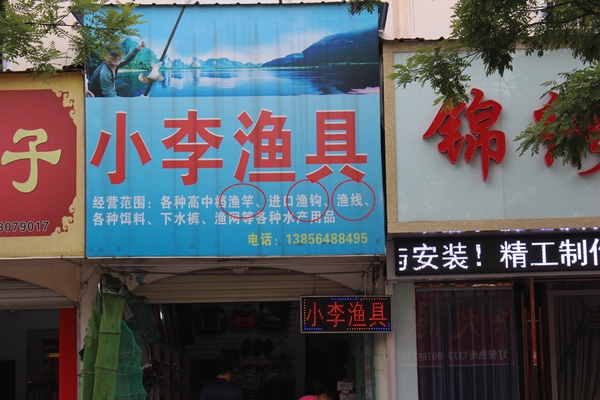 小李渔具
经营范围：各种高中档渔竿、进口渔钩、渔线、
各种饵料、下水裤、渔网等各种水产用品
电话：13856488495
子
8079017
锦
与安装！精工制作
小李渔具